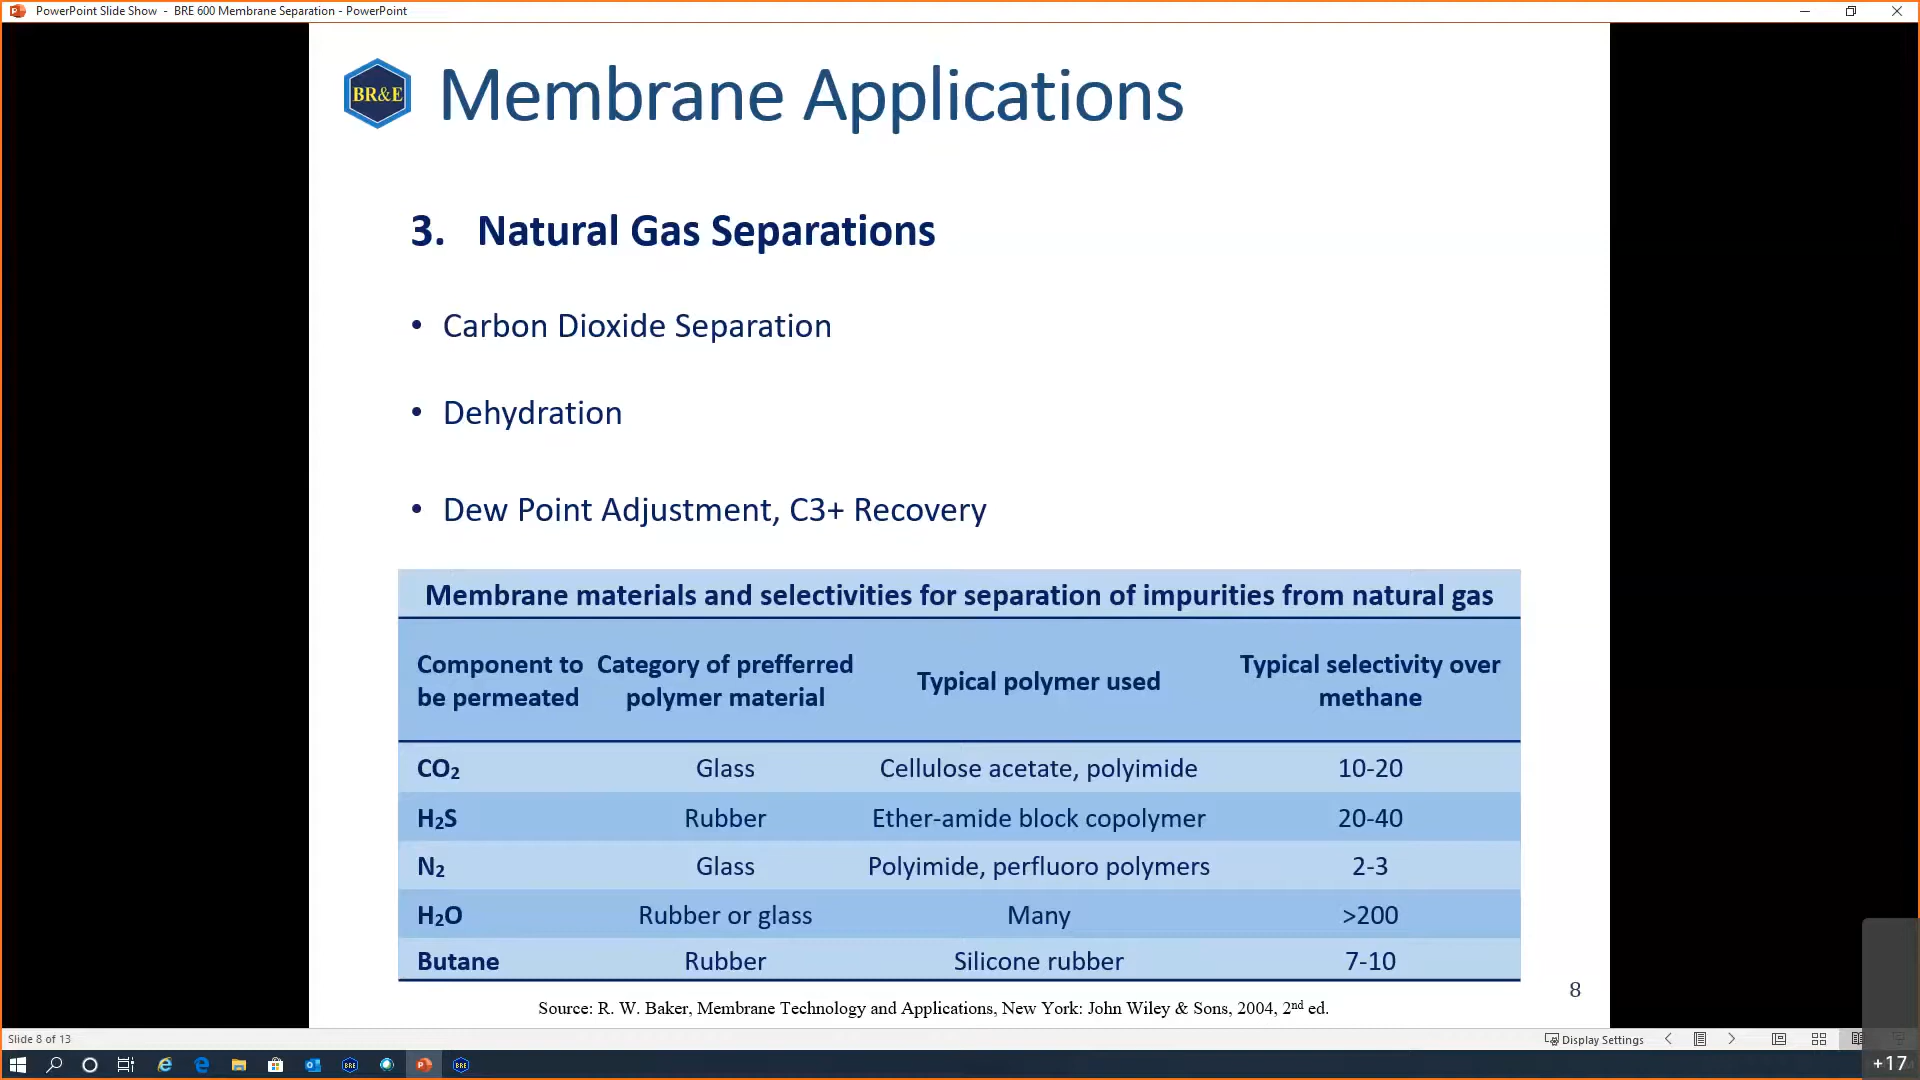 PowerPoint Slide Show - BRE 600 Membrane Separation - PowerPoint
BR&E
Membrane Applications
3. Natural Gas Separations
• Carbon Dioxide Separation
• Dehydration
• Dew Point Adjustment, C3+ Recovery
Membrane materials and selectivities for separation of impurities from natural gas
Component to be permeated Category of prefferred polymer material Typical polymer used Typical selectivity over methane
CO₂ Glass Cellulose acetate, polyimide 10-20
H₂S Rubber Ether-amide block copolymer 20-40
N₂ Glass Polyimide, perfluoro polymers 2-3
H₂O Rubber or glass Many >200
Butane Rubber Silicone rubber 7-10
8
Source: R. W. Baker, Membrane Technology and Applications, New York: John Wiley & Sons, 2004, 2nd ed.
Slide 8 of 13
Display Settings
BRE
BRE
+17